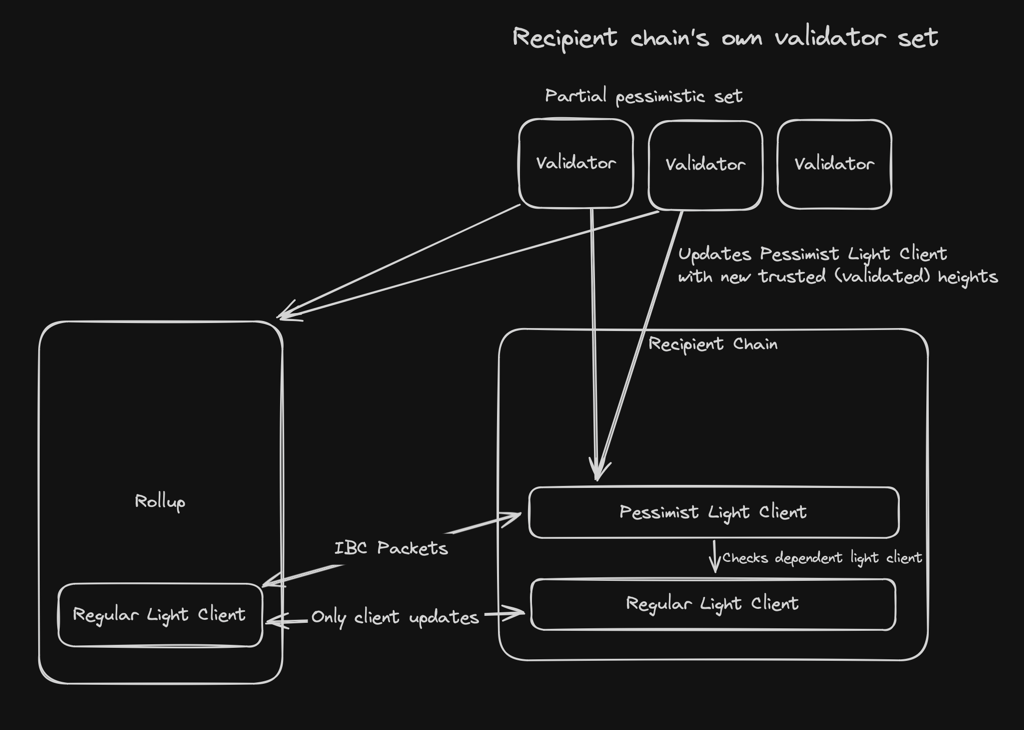 Recipient chain's own validator set
Partial pessimistic set
Validator
Validator
Validator
Updates Pessimist Light Client
with new trusted (validated) heights
Recipient Chain
Rollup
Pessimist Light Client
IBC Packets
Checks dependent light client
Regular Light Client
Only client updates
Regular Light Client